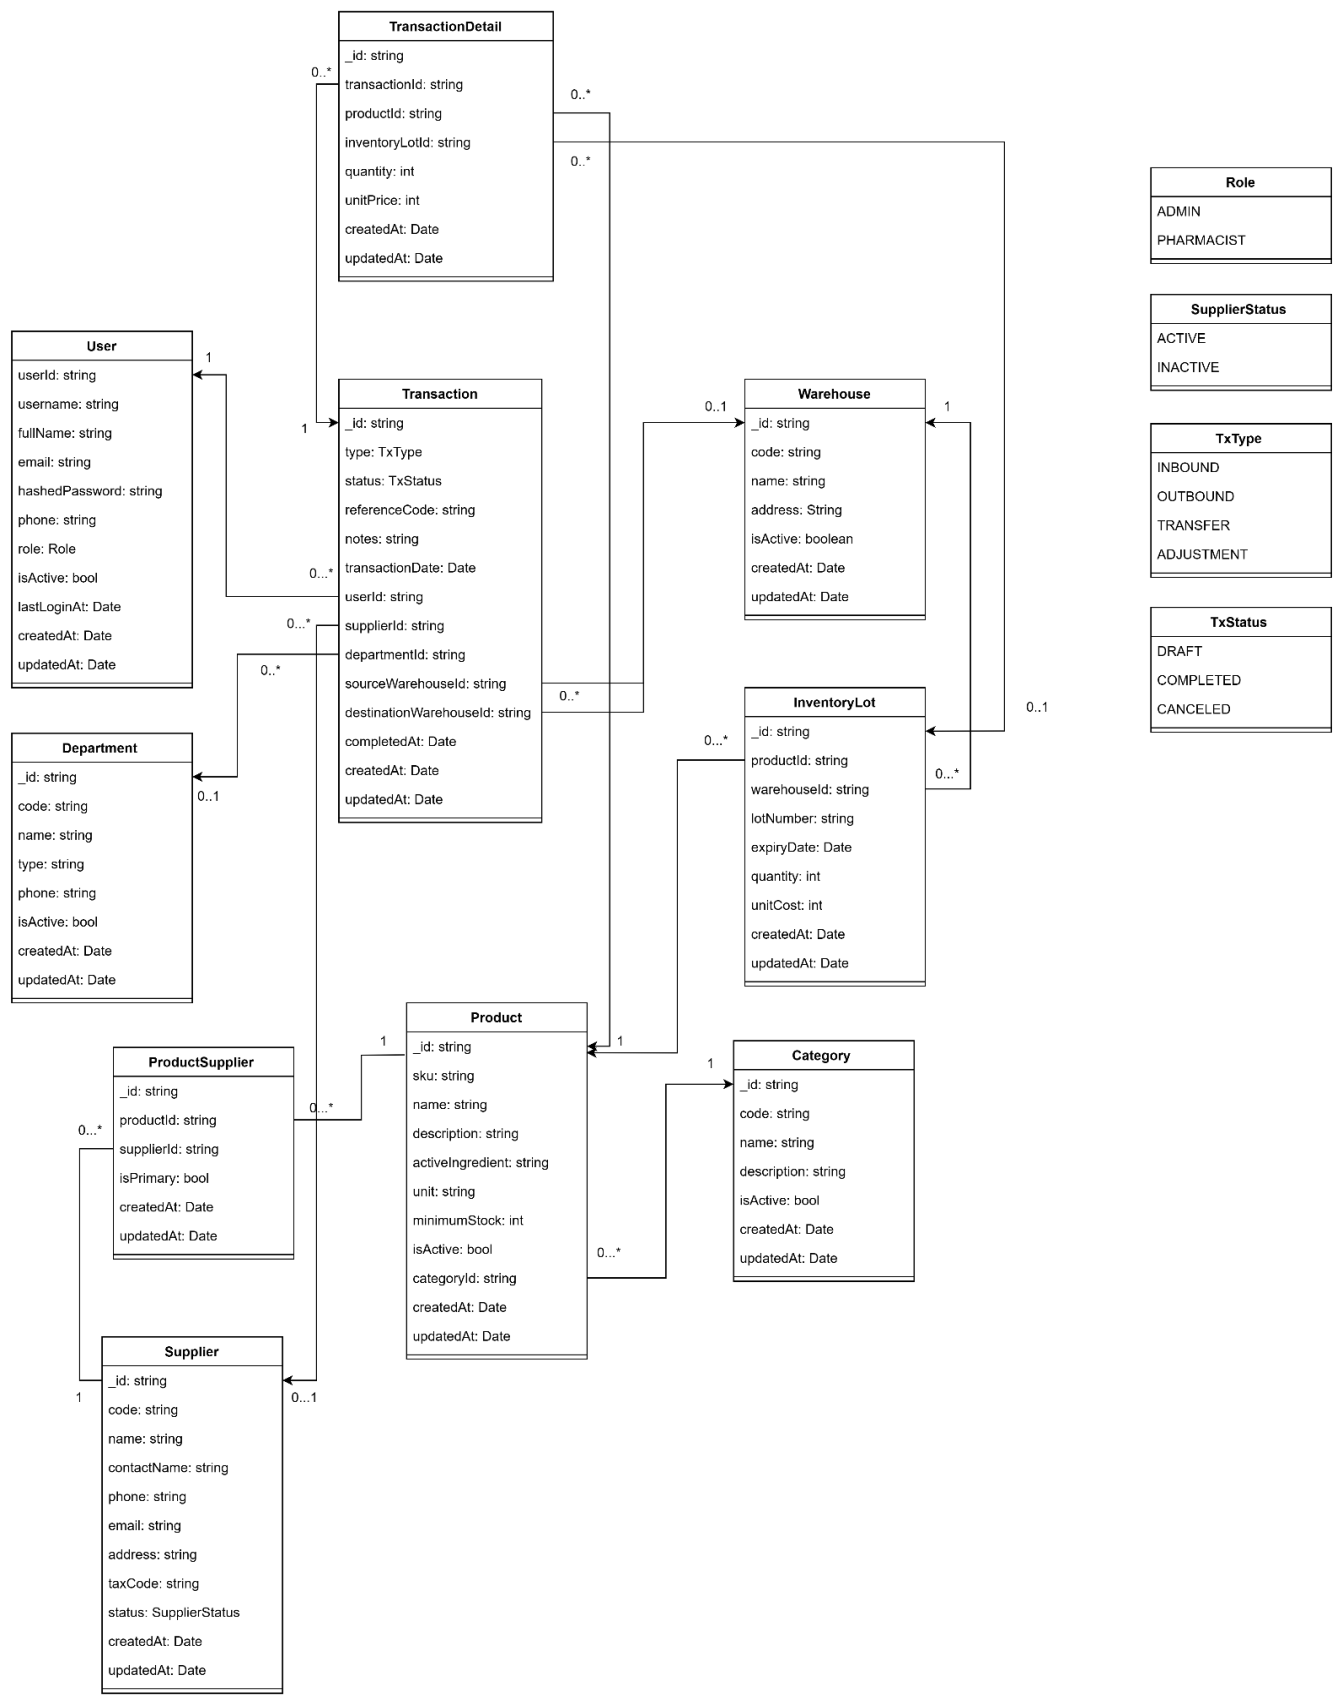 TransactionDetail
_id: string
0..*
transactionId: string
0..*
productId: string
inventoryLotId: string
0..*
quantity: int
unitPrice: int
createdAt: Date
updatedAt: Date
Role
ADMIN
PHARMACIST
SupplierStatus
ACTIVE
INACTIVE
TxType
INBOUND
OUTBOUND
TRANSFER
ADJUSTMENT
TxStatus
DRAFT
COMPLETED
CANCELED
User
1
userId: string
username: string
fullName: string
email: string
hashedPassword: string
phone: string
role: Role
isActive: bool
lastLoginAt: Date
createdAt: Date
updatedAt: Date
Transaction
1
_id: string
type: TxType
status: TxStatus
referenceCode: string
notes: string
transactionDate: Date
0...*
userId: string
0...*
supplierId: string
departmentId: string
0..*
sourceWarehouseId: string
0..*
destinationWarehouseId: string
completedAt: Date
createdAt: Date
updatedAt: Date
Warehouse
0..1
1
_id: string
code: string
name: string
address: String
isActive: boolean
createdAt: Date
updatedAt: Date
InventoryLot
0..1
_id: string
0...*
productId: string
0...*
warehouseId: string
lotNumber: string
expiryDate: Date
quantity: int
unitCost: int
createdAt: Date
updatedAt: Date
Department
_id: string
0..1
code: string
name: string
type: string
phone: string
isActive: bool
createdAt: Date
updatedAt: Date
Product
1
1
_id: string
sku: string
name: string
description: string
activeIngredient: string
unit: string
minimumStock: int
isActive: bool
0...*
categoryId: string
createdAt: Date
updatedAt: Date
Category
1
_id: string
code: string
name: string
description: string
isActive: bool
createdAt: Date
updatedAt: Date
ProductSupplier
_id: string
0...*
productId: string
0...*
supplierId: string
isPrimary: bool
createdAt: Date
updatedAt: Date
Supplier
_id: string
1
0...1
code: string
name: string
contactName: string
phone: string
email: string
address: string
taxCode: string
status: SupplierStatus
createdAt: Date
updatedAt: Date